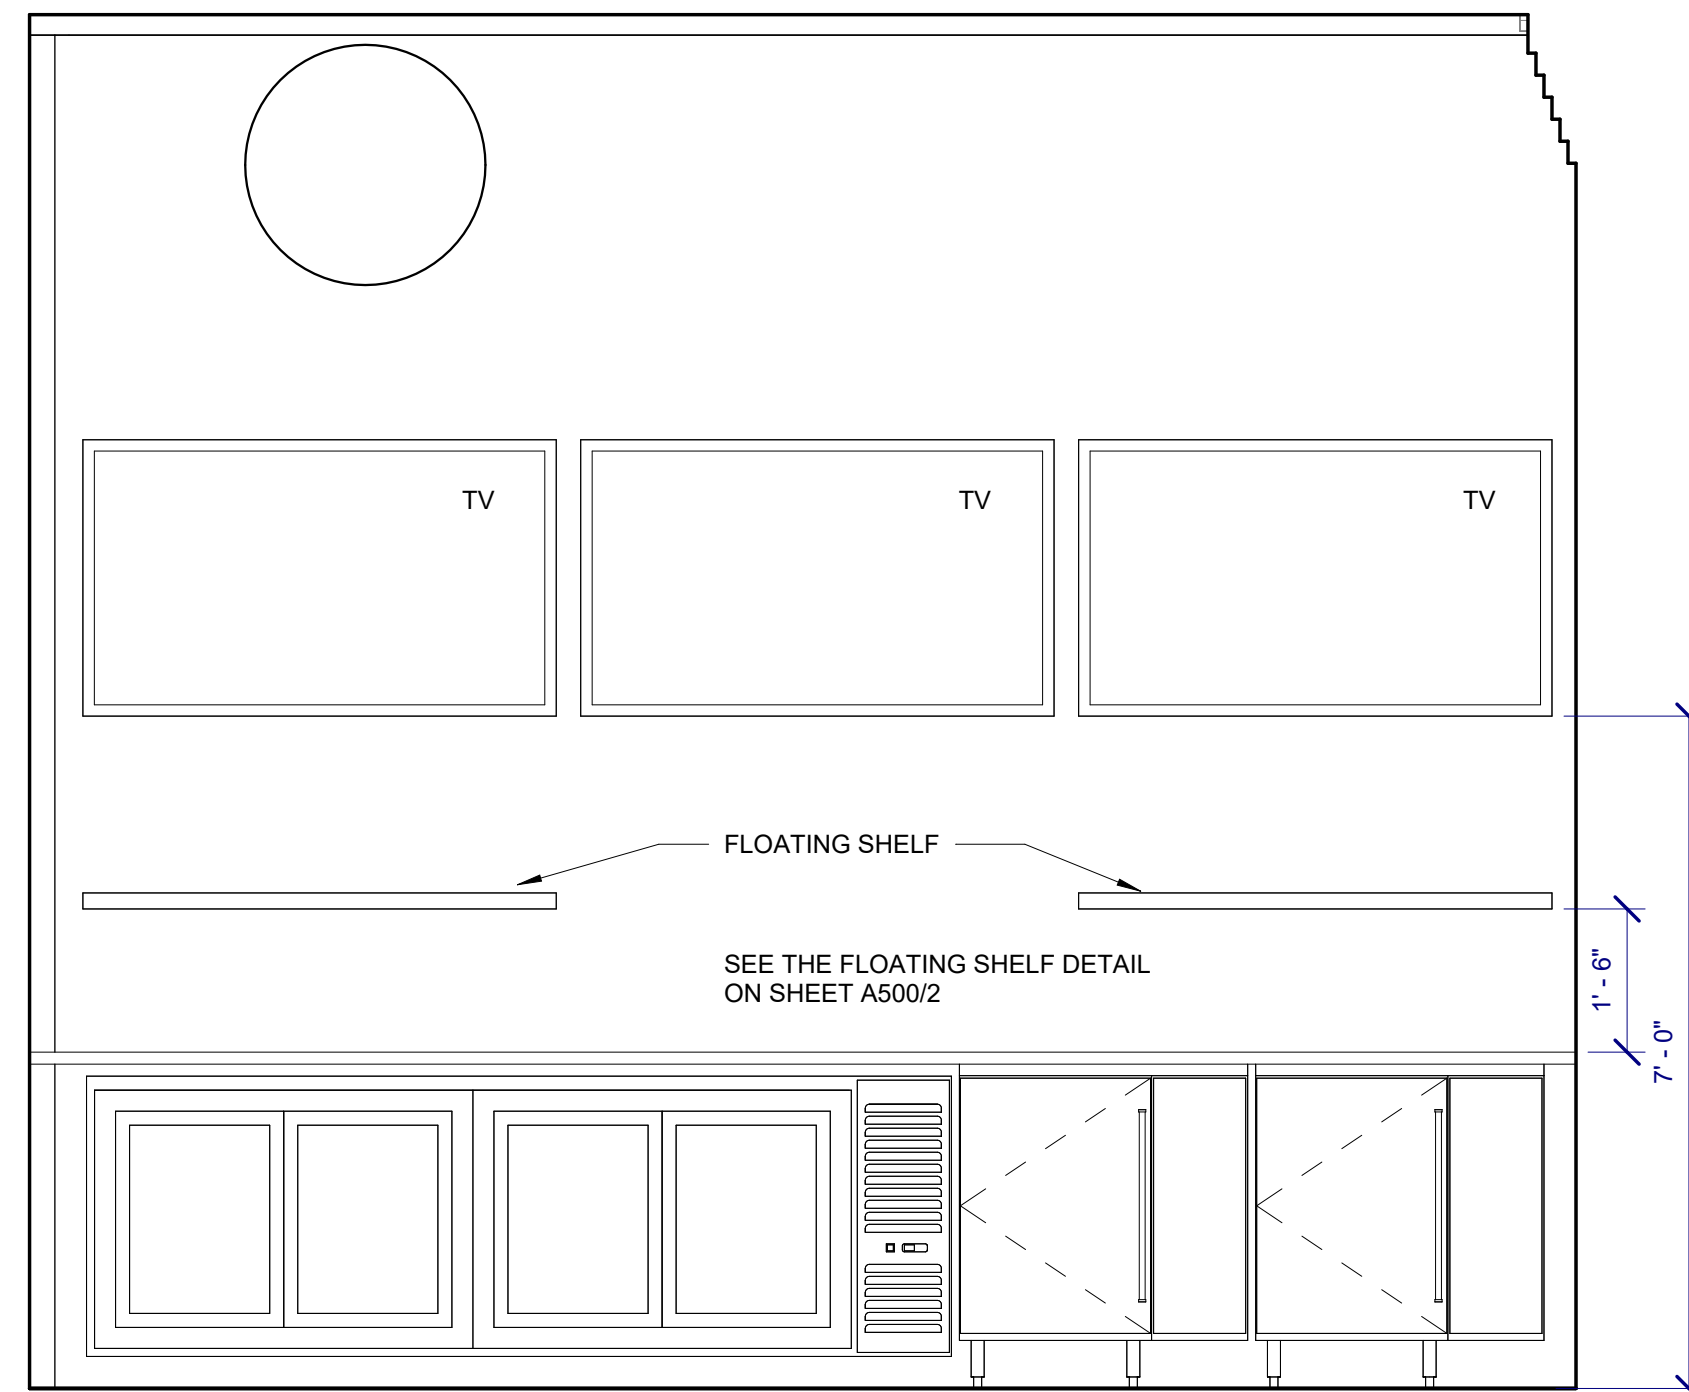 TV
TV
TV
FLOATING SHELF
SEE THE FLOATING SHELF DETAIL
ON SHEET A500/2
1' - 6"
7' - 0"